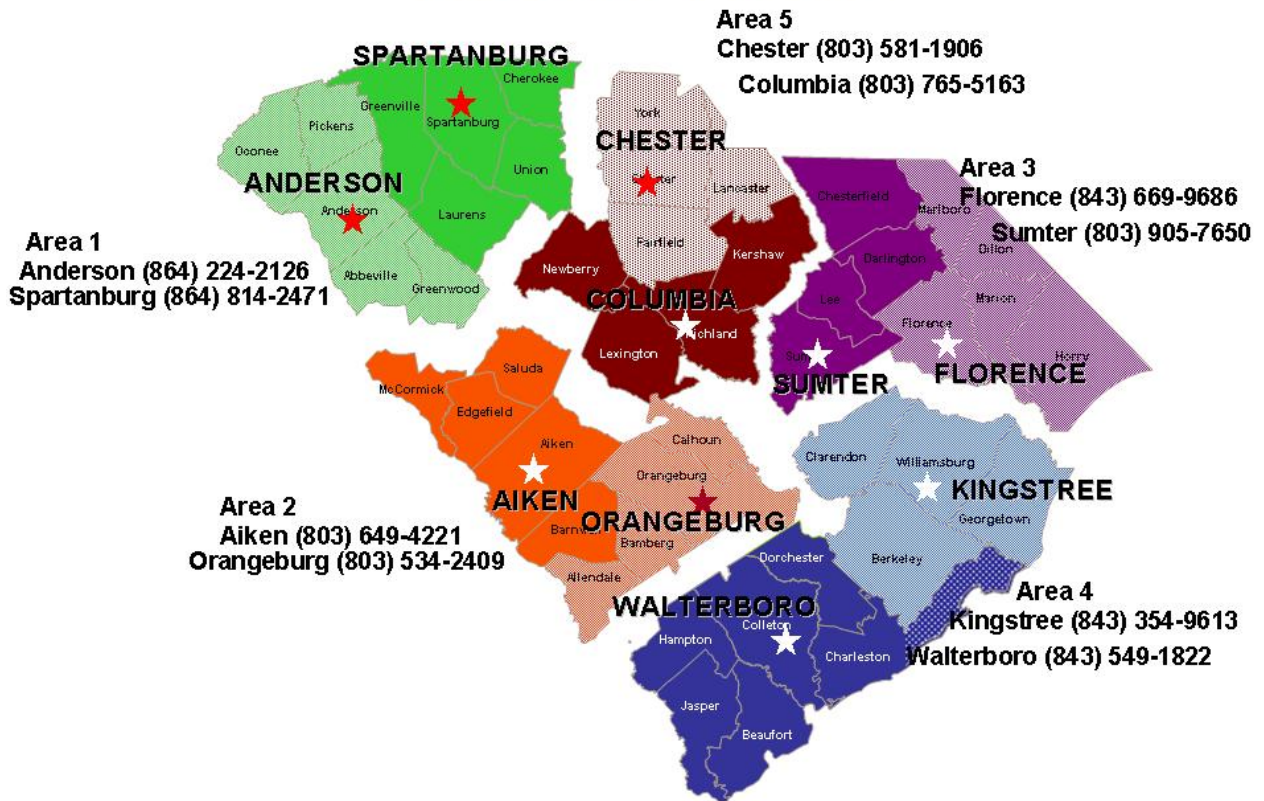 Area 5
Chester (803) 581-1906
Columbia (803) 765-5163
SPARTANBURG
Cherokee
Greenville
Spartanburg
Pickens
Oconee
Union
ANDERSON
Anderson
Laurens
Abbeville
Greenwood
Area 1
Anderson (864) 224-2126
Spartanburg (864) 814-2471
York
CHESTER
Lancaster
Fairfield
Newberry
Kershaw
COLUMBIA
Richland
Lexington
Area 3
Florence (843) 669-9686
Sumter (803) 905-7650
Chesterfield
Marlboro
Dillon
Darlington
Lee
Marion
Florence
Horry
SUMTER
FLORENCE
Saluda
McCormick
Edgefield
Aiken
AIKEN
Barnwell
Calhoun
Orangeburg
ORANGEBURG
Bamberg
Allendale
Area 2
Aiken (803) 649-4221
Orangeburg (803) 534-2409
Clarendon
Williamsburg
KINGSTREE
Georgetown
Berkeley
Dorchester
WALTERBORO
Colleton
Hampton
Charleston
Jasper
Beaufort
Area 4
Kingstree (843) 354-9613
Walterboro (843) 549-1822